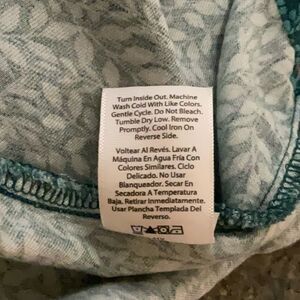 Turn Inside Out. Machine
Wash Cold With Like Colors.
Gentle Cycle. Do Not Bleach.
Tumble Dry Low. Remove
Promptly. Cool Iron On
Reverse Side.
Voltear Al Revés. Lavar A
Máquina En Agua Fría Con
Colores Similares. Ciclo
Delicado. No Usar
Blanqueador. Secar En
Secadora A Temperatura
Baja. Retirar Inmediatamente.
Usar Plancha Templada Del
Reverso.